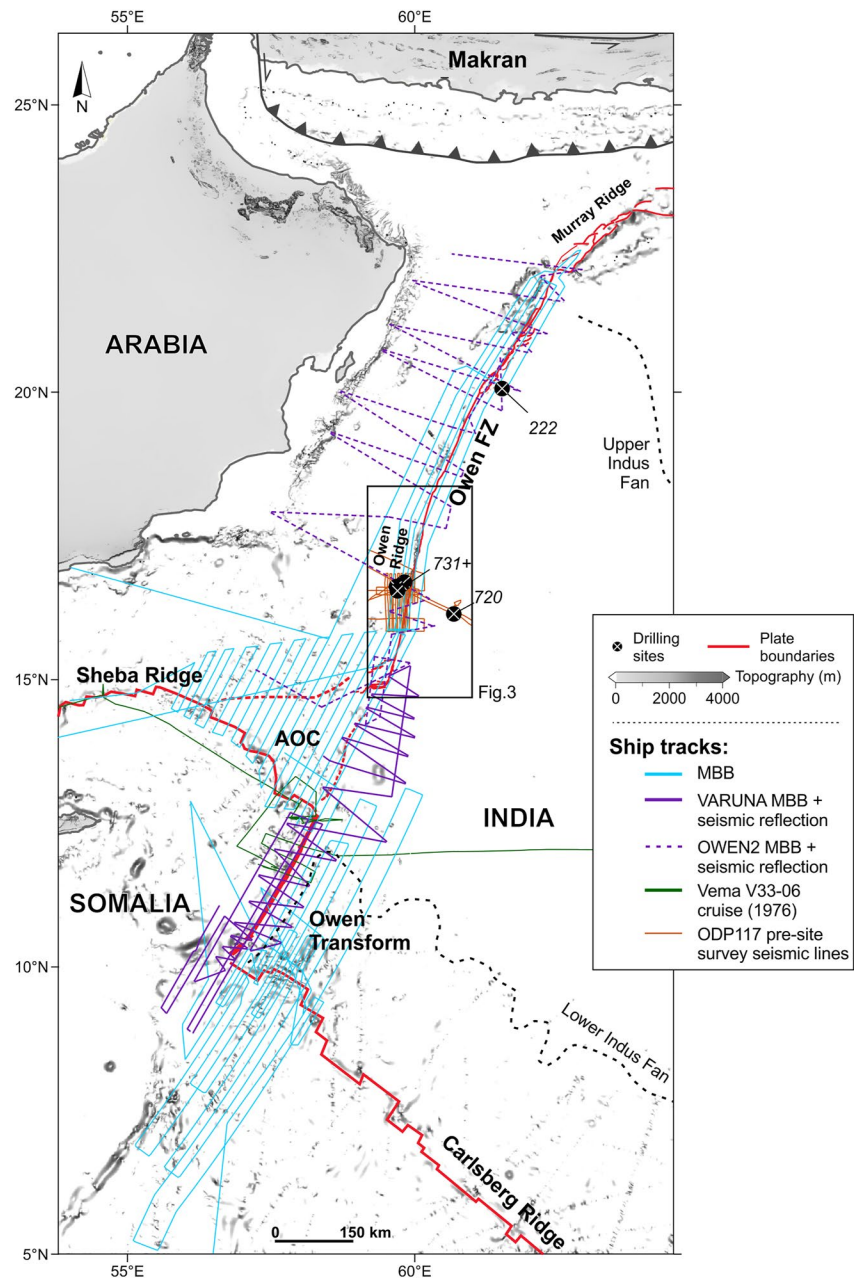 55°E
60°E
Makran
N
25°N
Murray Ridge
ARABIA
20°N
222
Owen FZ
Upper
Indus
Fan
Owen
Ridge
731+
720
15°N
Sheba Ridge
Fig.3
AOC
INDIA
SOMALIA
Owen
Transform
10°N
Lower Indus Fan
Carlsberg Ridge
0 150 km
5°N
55°E
60°E
Drilling
sites
Plate
boundaries
Topography (m)
0 2000 4000
Ship tracks:
MBB
VARUNA MBB +
seismic reflection
OWEN2 MBB +
seismic reflection
Vema V33-06
cruise (1976)
ODP117 pre-site
survey seismic lines